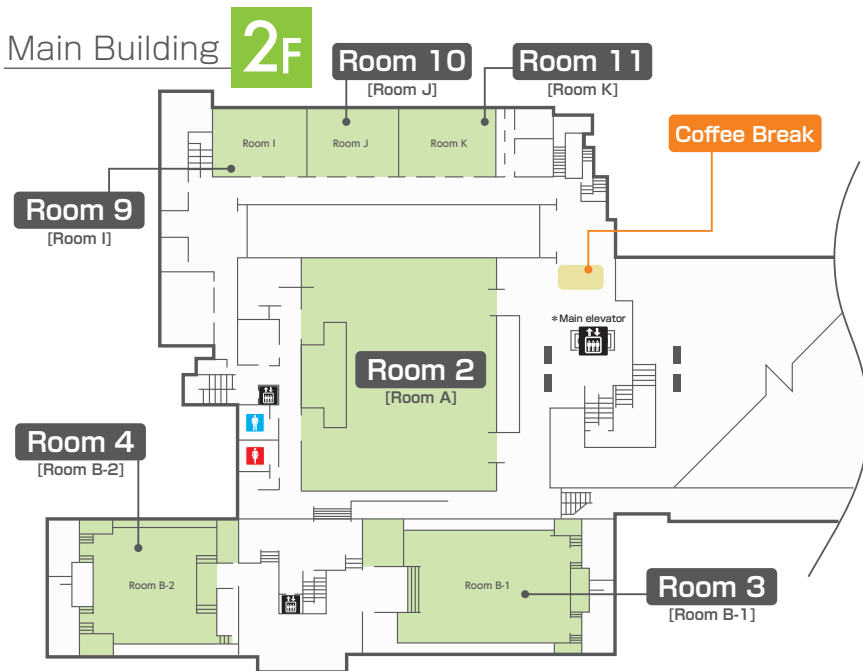 Main Building 2F
Room 10
[Room J]
Room 11
[Room K]
Coffee Break
Room I
Room J
Room K
Room 9
[Room I]
*Main elevator
Room 2
[Room A]
Room 4
[Room B-2]
Room B-2
Room B-1
Room 3
[Room B-1]